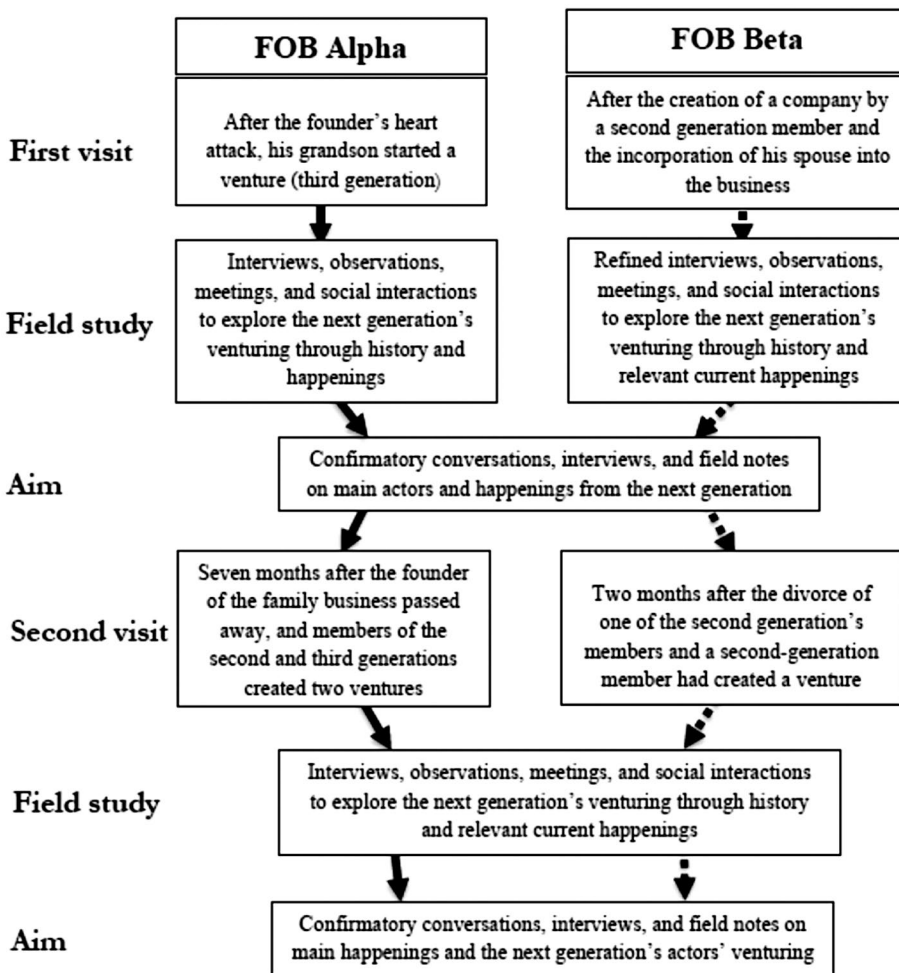 FOB Alpha
FOB Beta
First visit
After the founder's heart
attack, his grandson started a
venture (third generation)
After the creation of a company by
a second generation member and
the incorporation of his spouse into
the business
Field study
Interviews, observations,
meetings, and social interactions
to explore the next generation's
venturing through history and
happenings
Refined interviews, observations,
meetings, and social interactions
to explore the next generation's
venturing through history and
relevant current happenings
Aim
Confirmatory conversations, interviews, and field notes
on main actors and happenings from the next generation
Second visit
Seven months after the founder
of the family business passed
away, and members of the
second and third generations
created two ventures
Two months after the divorce of
one of the second generation's
members and a second-generation
member had created a venture
Field study
Interviews, observations, meetings, and social interactions
to explore the next generation's venturing through history
and relevant current happenings
Aim
Confirmatory conversations, interviews, and field notes on
main happenings and the next generation's actors' venturing